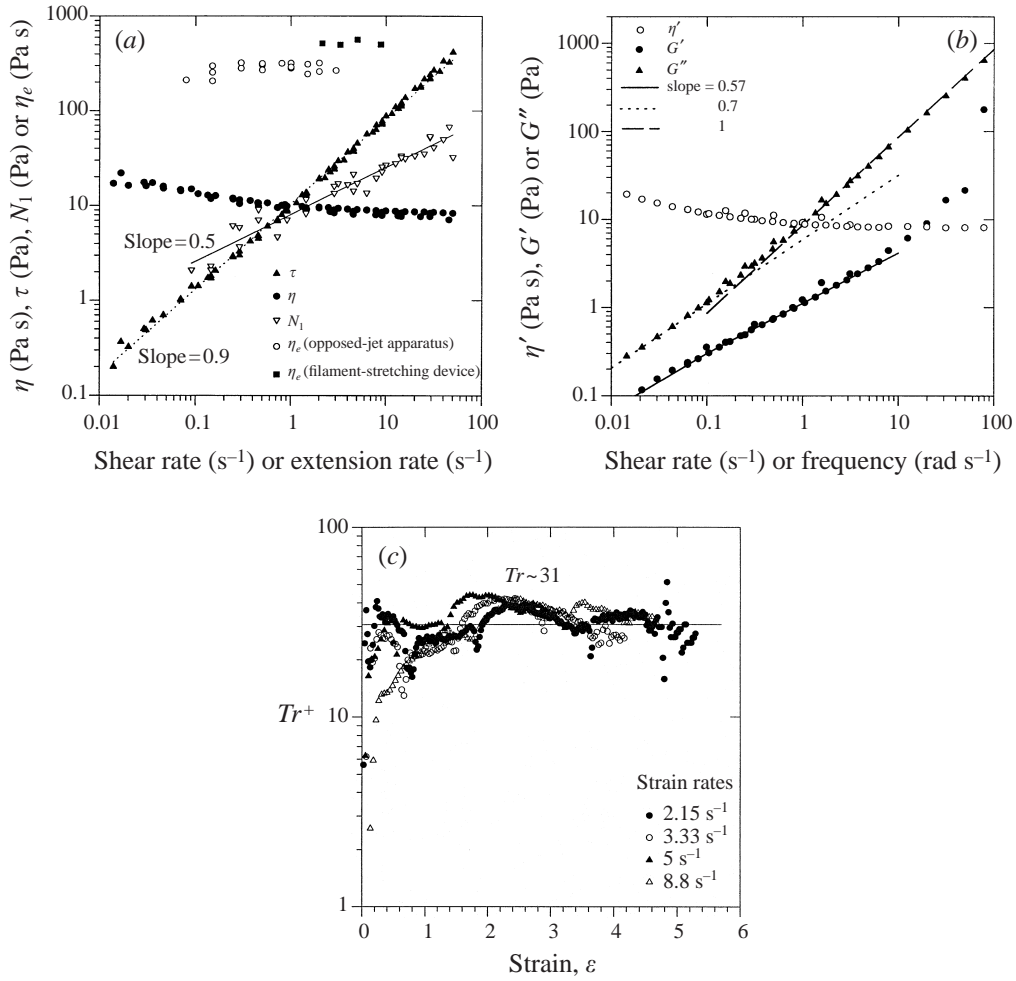 (a)
η (Pa s), τ (Pa), N₁ (Pa) or ηₑ (Pa s)
1000
100
10
1
0.1
Slope = 0.5
Slope = 0.9
τ
η
N₁
ηₑ (opposed-jet apparatus)
ηₑ (filament-stretching device)
0.01
0.1
1
10
100
Shear rate (s⁻¹) or extension rate (s⁻¹)
(b)
η′ (Pa s), G′ (Pa) or G″ (Pa)
1000
100
10
1
0.1
η′
G′
G″
slope = 0.57
0.7
1
0.01
0.1
1
10
100
Shear rate (s⁻¹) or frequency (rad s⁻¹)
(c)
Tr⁺
100
10
1
Tr ~ 31
Strain rates
2.15 s⁻¹
3.33 s⁻¹
5 s⁻¹
8.8 s⁻¹
0
1
2
3
4
5
6
Strain, ε